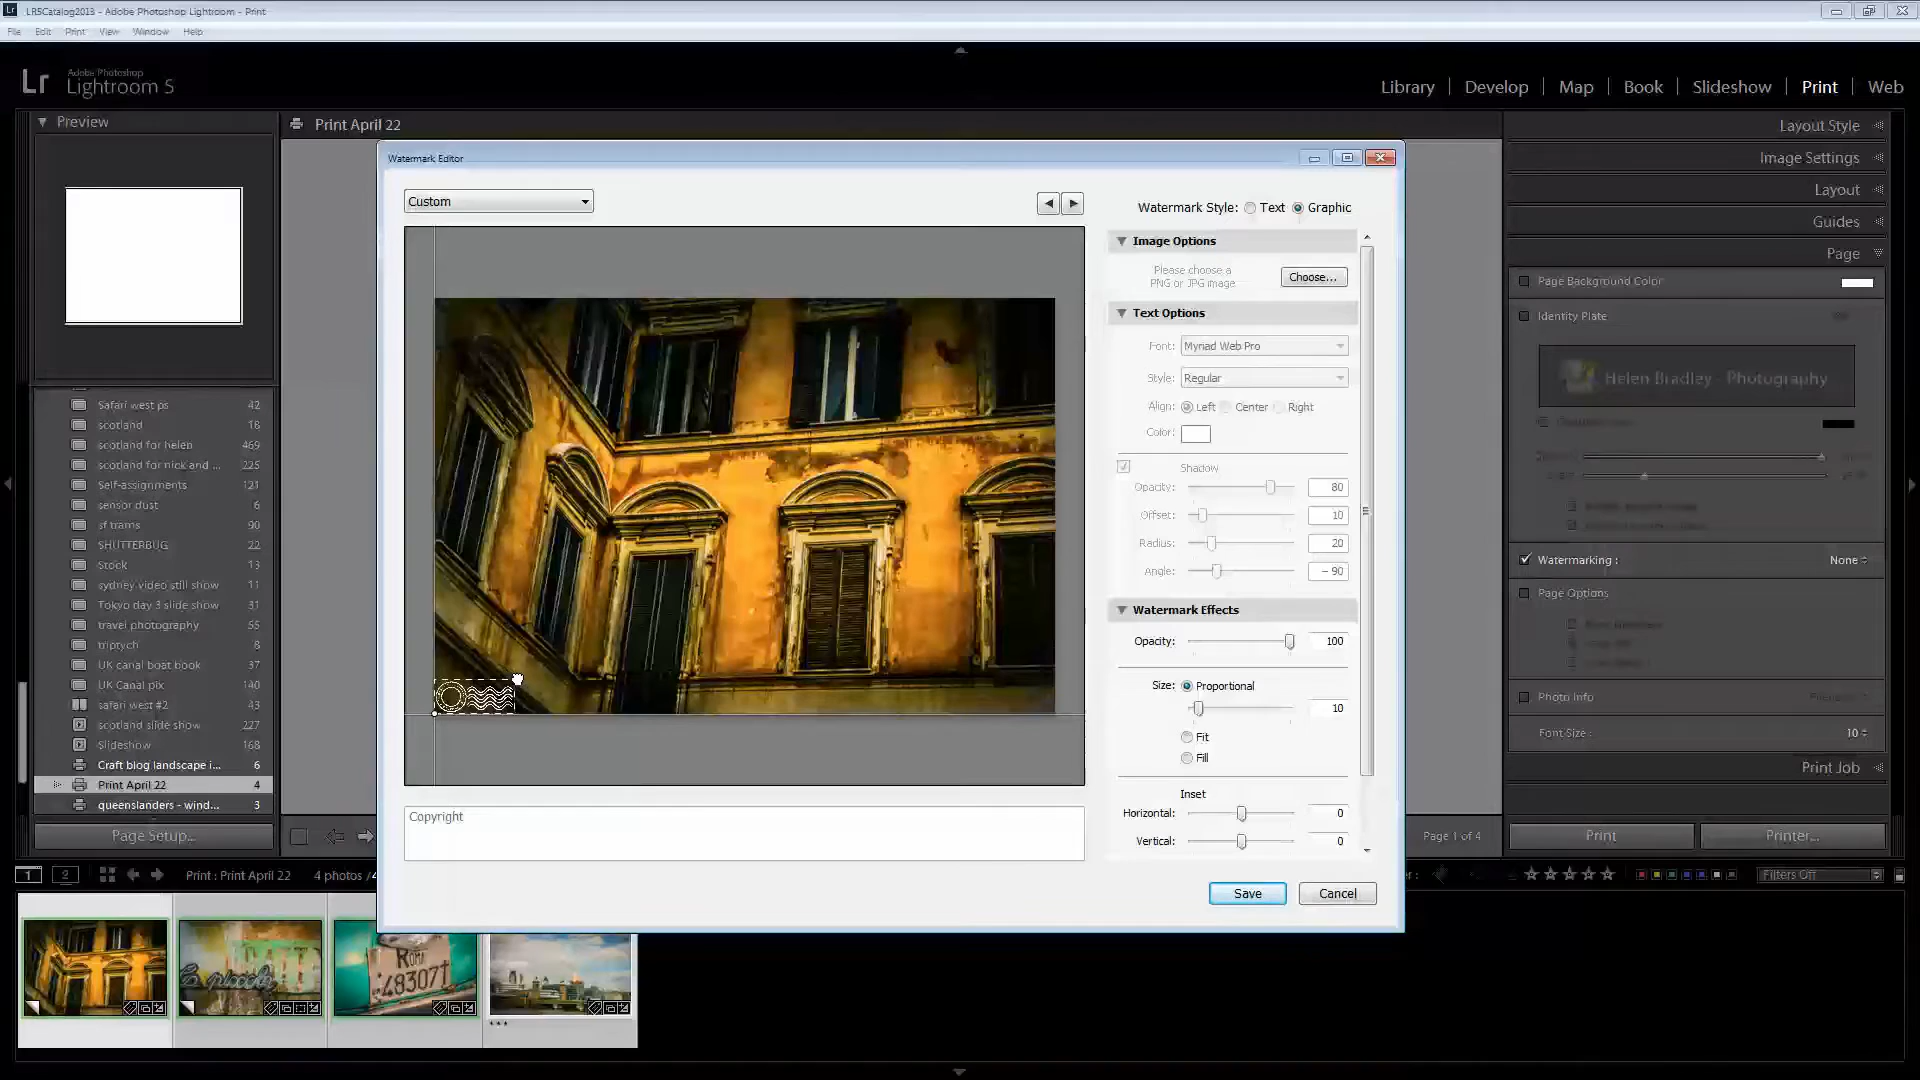 LR5Catalog2013 - Adobe Photoshop Lightroom - Print
File Edit Print View Window Help
Lr Adobe Photoshop
Lightroom 5
Library | Develop | Map | Book | Slideshow | Print | Web
Preview
Print April 22
Safari west ps 42
scotland 18
scotland for helen 469
scotland for nick and ... 225
Self-assignments 121
sensor dust 6
sf trams 90
SHUTTERBUG 22
Stock 13
sydney video still show 11
Tokyo day 3 slide show 31
travel photography 55
triptych 8
UK canal boat book 37
UK Canal pix 140
safari west #2 43
scotland slide show 227
Slideshow 168
Craft blog landscape i... 6
Print April 22 4
queenslanders - wind... 3
Page Setup...
Watermark Editor
Custom
Watermark Style: Text Graphic
Image Options
Please choose a
PNG or JPG image
Choose...
Text Options
Font: Myriad Web Pro
Style: Regular
Align: Left Center Right
Color:
Shadow
Opacity: 80
Offset: 10
Radius: 20
Angle: - 90
Watermark Effects
Opacity: 100
Size: Proportional
10
Fit
Fill
Inset
Horizontal: 0
Vertical: 0
Copyright
Save Cancel
Layout Style
Image Settings
Layout
Guides
Page
Page Background Color
Identity Plate
Helen Bradley Photography
Watermarking : None
Page Options
Photo Info
Font Size : 10
Print Job
Page 1 of 4
Print Printer...
1 2 Print : Print April 22 4 photos /
Filters Off
la piccola
Roma
48307